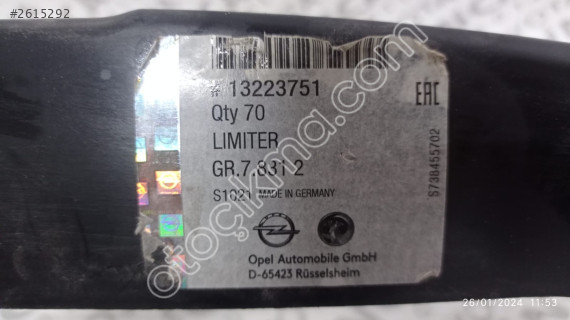 #2615292
# 13223751
Qty 70
LIMITER
GR.7.831 2
S1021 MADE IN GERMANY
Opel Automobile GmbH
D-65423 Rüsselsheim
EAC
S738455702
otoçıkma.com
26/01/2024 11:53